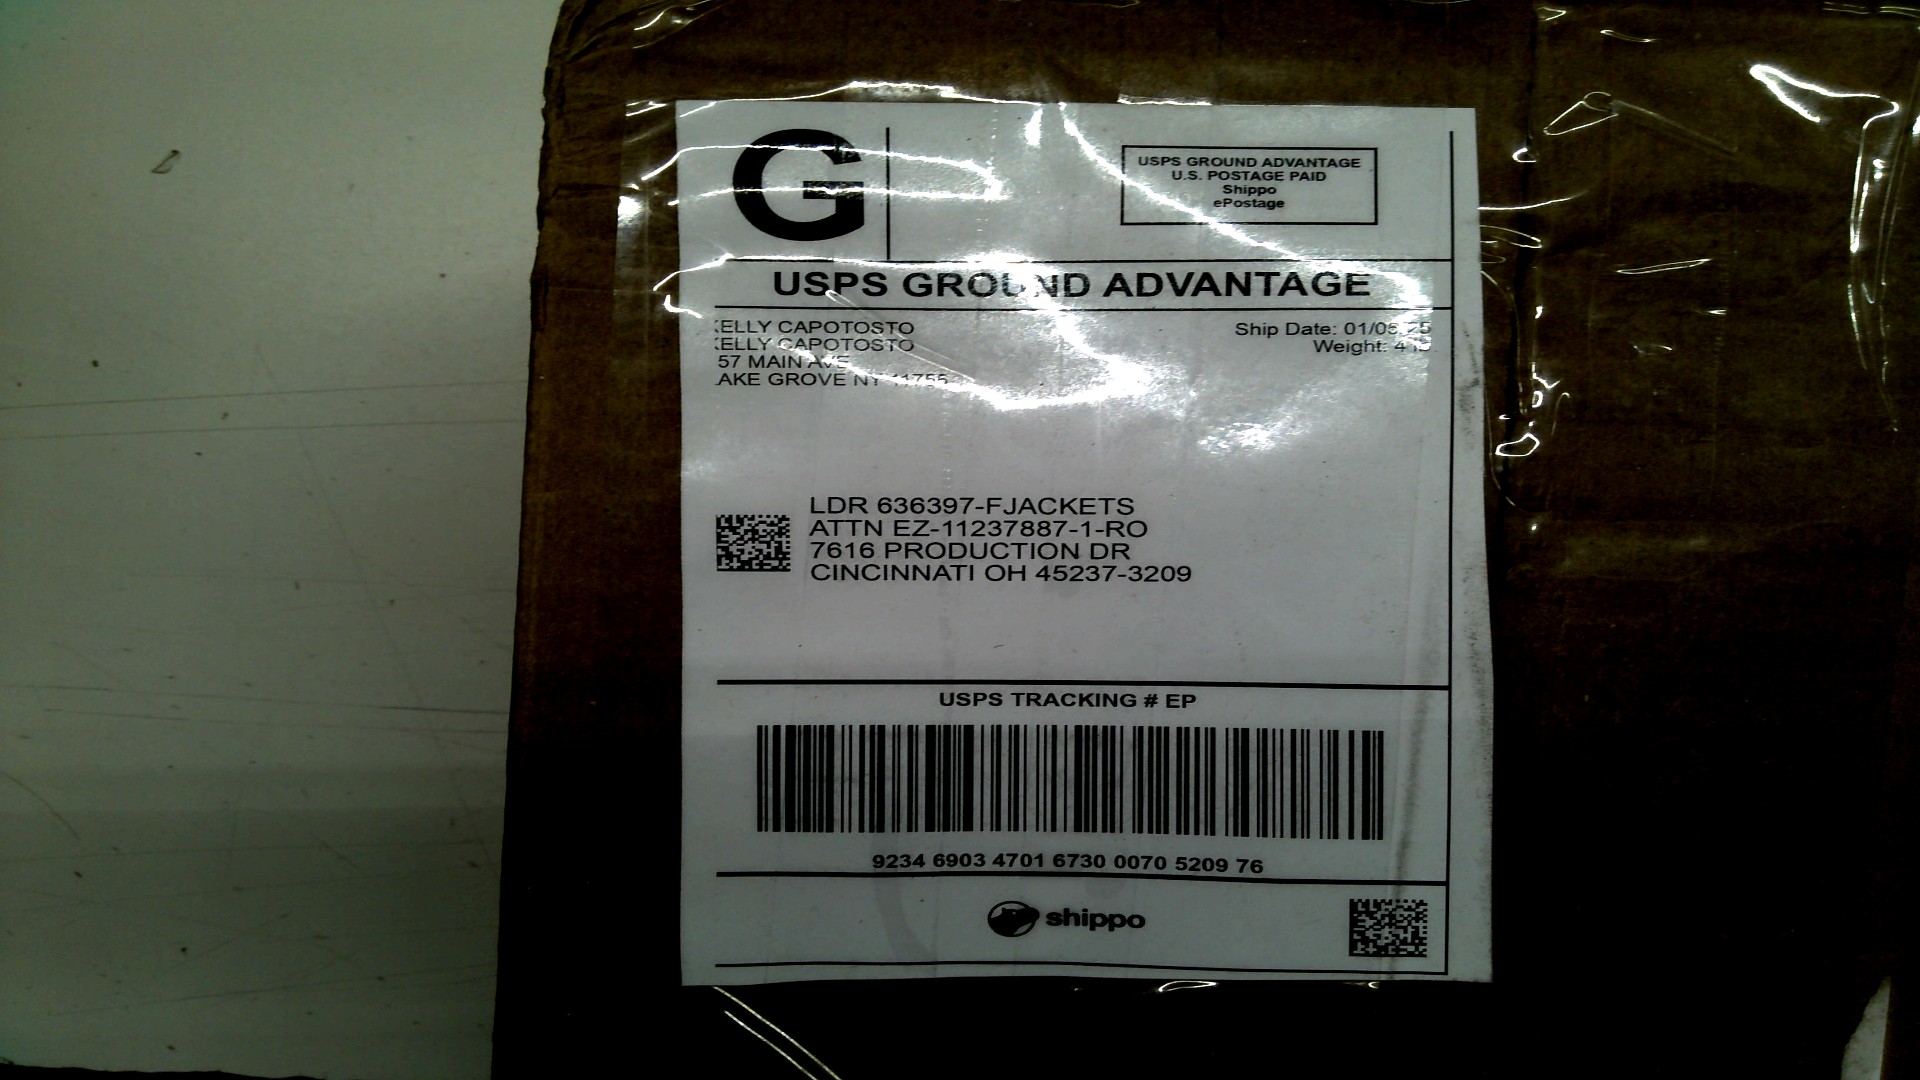 G
USPS GROUND ADVANTAGE
U.S. POSTAGE PAID
Shippo
ePostage
USPS GROUND ADVANTAGE
KELLY CAPOTOSTO
KELLY CAPOTOSTO
57 MAIN AVE
LAKE GROVE NY 11755
Ship Date: 01/05/25
Weight:
LDR 636397-FJACKETS
ATTN EZ-11237887-1-RO
7616 PRODUCTION DR
CINCINNATI OH 45237-3209
USPS TRACKING # EP
9234 6903 4701 6730 0070 5209 76
shippo